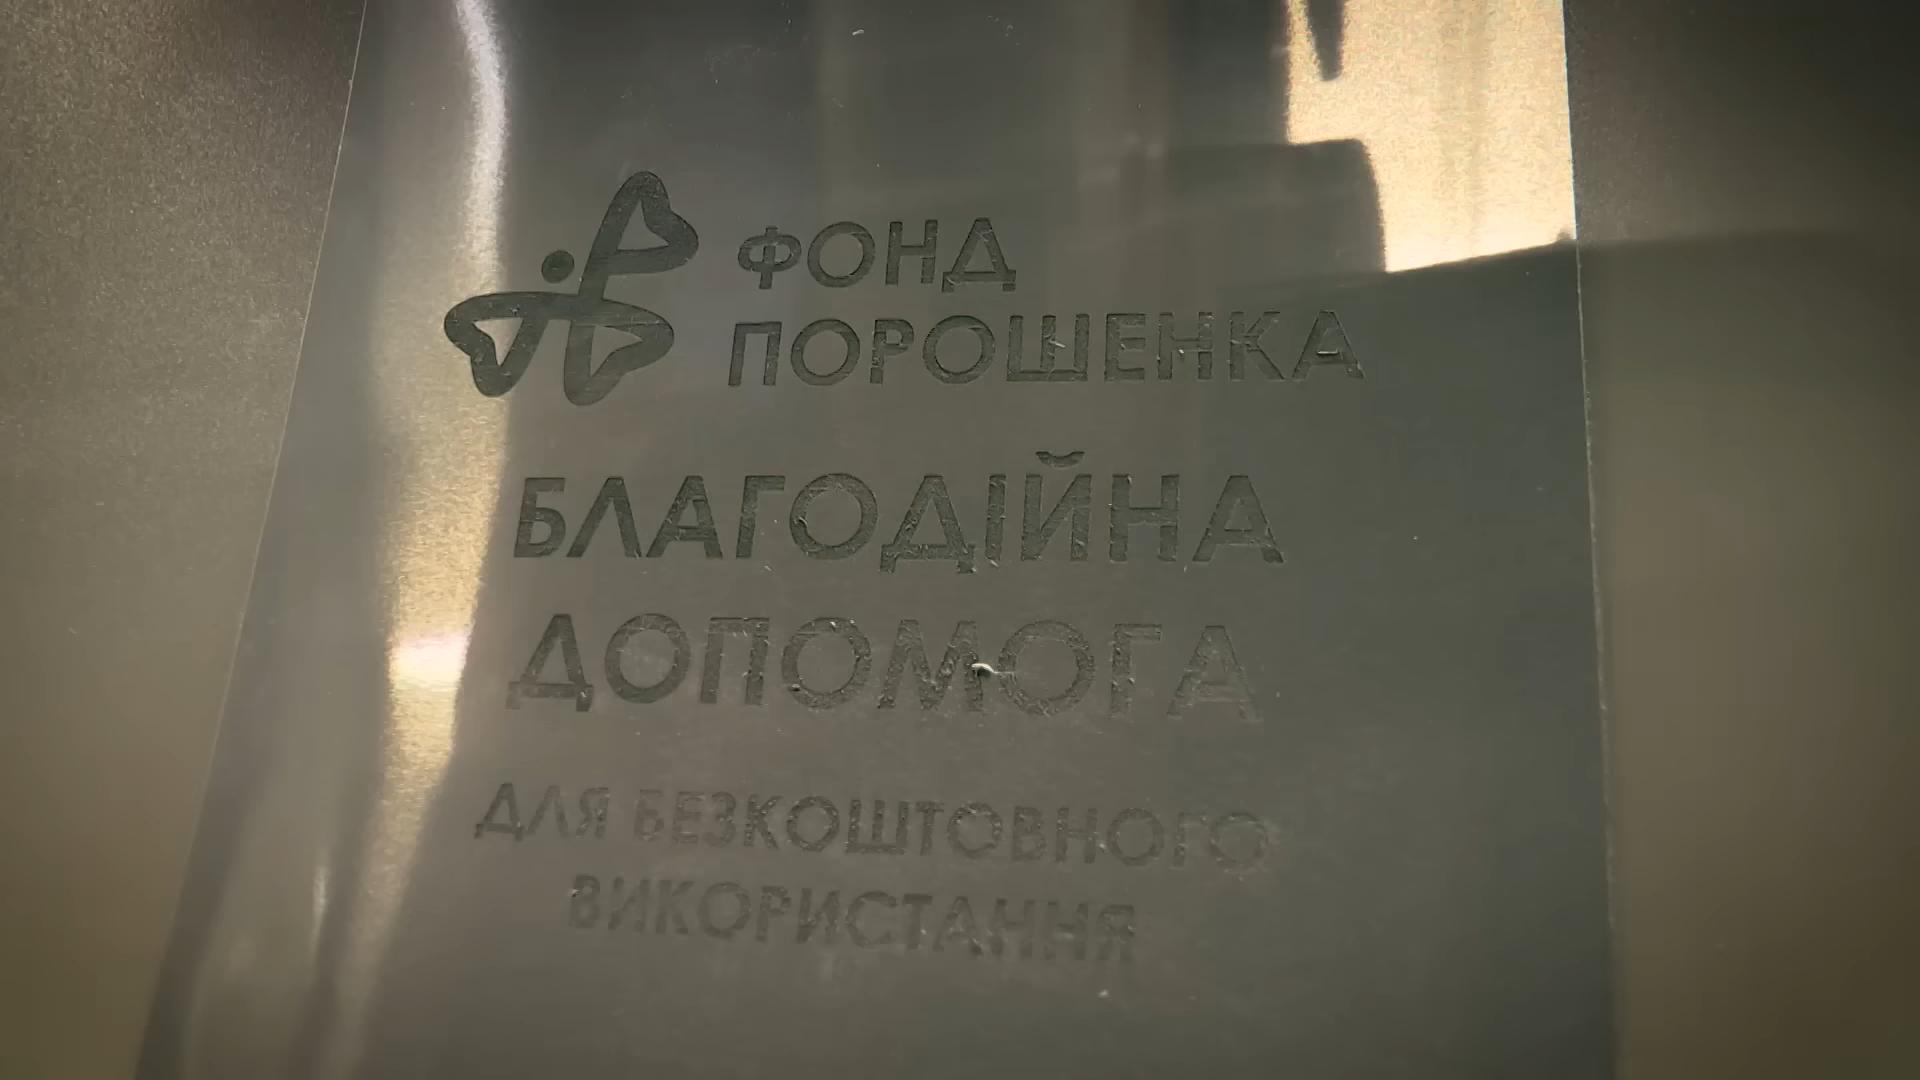 ФОНД
ПОРОШЕНКА
БЛАГОДІЙНА
ДОПОМОГА
ДЛЯ БЕЗКОШТОВНОГО
ВИКОРИСТАННЯ